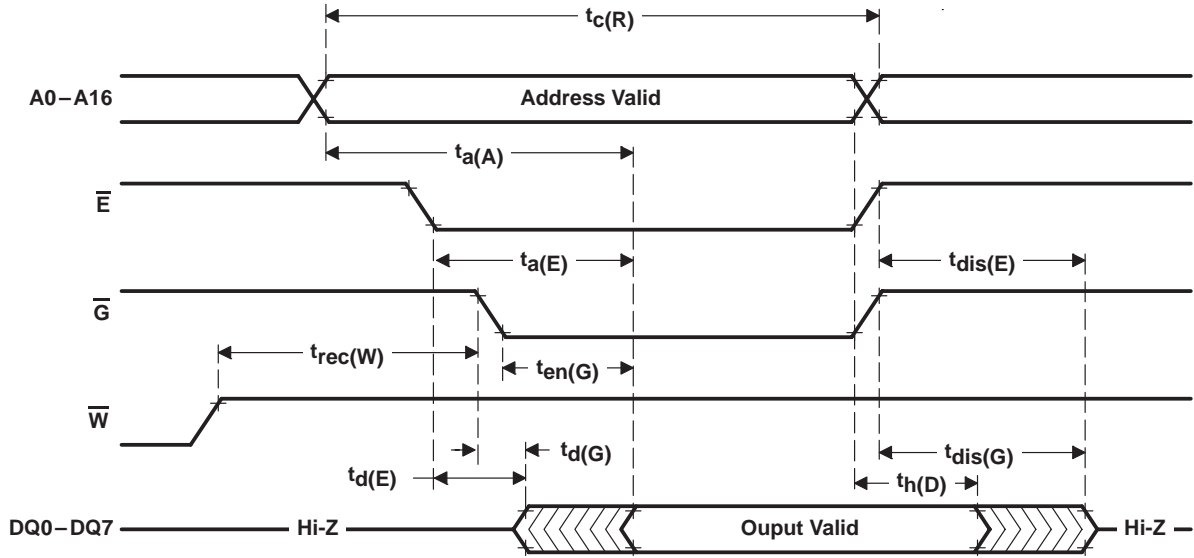 tc(R)
A0–A16
Address Valid
ta(A)
E
ta(E)
tdis(E)
G
trec(W)
ten(G)
W
td(G)
tdis(G)
td(E)
th(D)
DQ0–DQ7
Hi-Z
Ouput Valid
Hi-Z